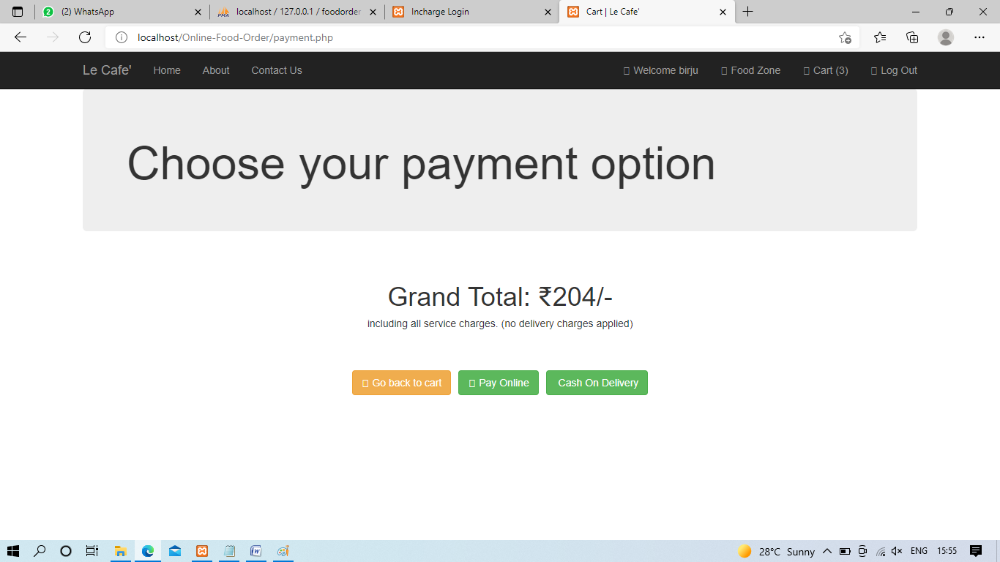 (2) WhatsApp
localhost / 127.0.0.1 / foodorder
Incharge Login
Cart | Le Cafe'
localhost/Online-Food-Order/payment.php
Le Cafe' Home About Contact Us Welcome birju Food Zone Cart (3) Log Out
Choose your payment option
Grand Total: ₹204/-
including all service charges. (no delivery charges applied)
Go back to cart Pay Online Cash On Delivery
28°C Sunny ENG 15:55